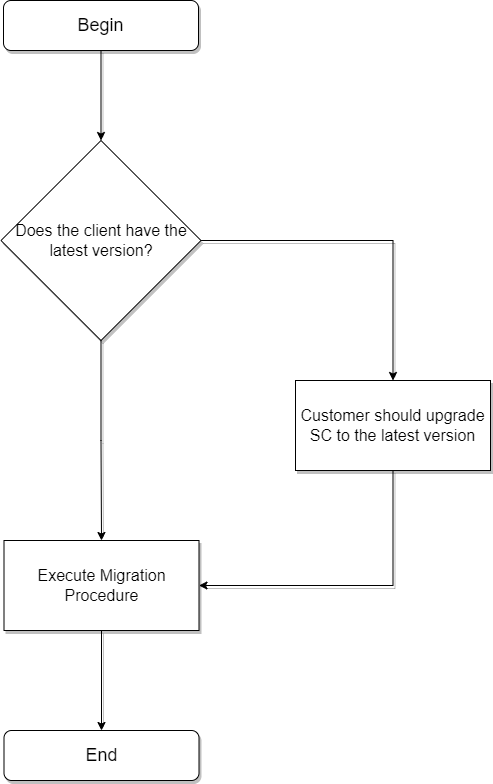 Begin
Does the client have the
latest version?
Customer should upgrade
SC to the latest version
Execute Migration
Procedure
End